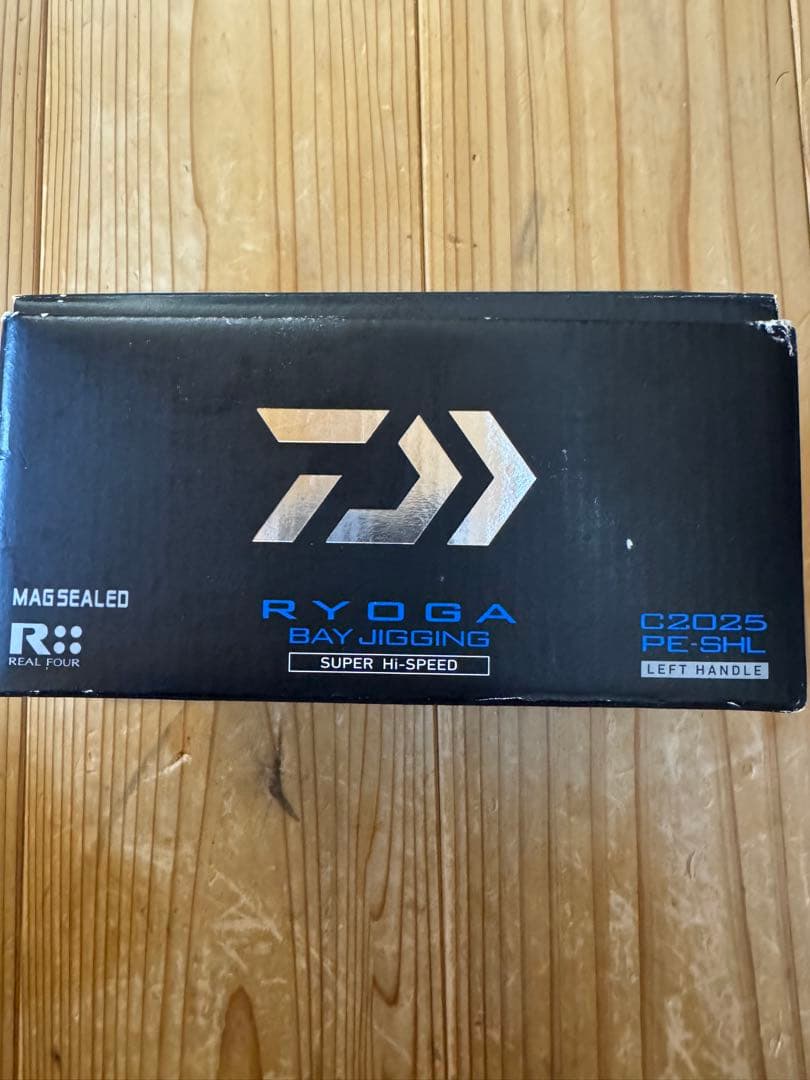 MAGSEALED
R
REAL FOUR
RYOGA
BAY JIGGING
SUPER Hi-SPEED
C2025
PE-SHL
LEFT HANDLE